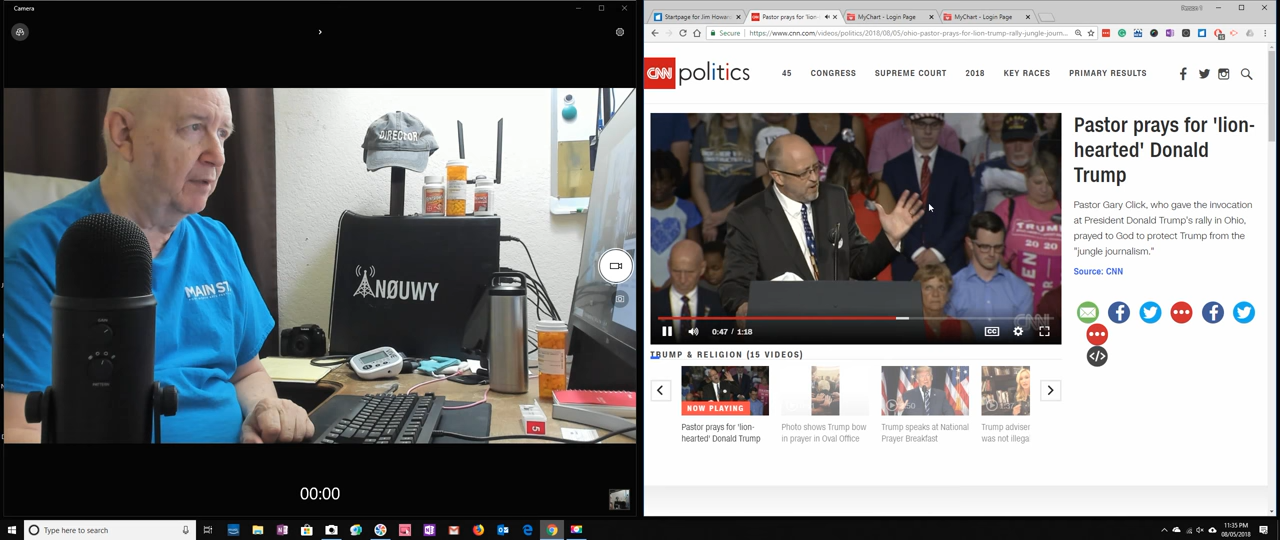 Camera
DIRECTOR
MAIN ST.
ANØUWY
00:00
Startpage for Jim Howar
Pastor prays for 'lion-
MyChart - Login Page
MyChart - Login Page
Secure
https://www.cnn.com/videos/politics/2018/08/05/ohio-pastor-prays-for-lion-trump-rally-jungle-journ...
CNN politics
45
CONGRESS
SUPREME COURT
2018
KEY RACES
PRIMARY RESULTS
TRUMP
2020
CNN
0:47 / 1:18
CC
Pastor prays for 'lion-
hearted' Donald
Trump
Pastor Gary Click, who gave the invocation
at President Donald Trump's rally in Ohio,
prayed to God to protect Trump from the
"jungle journalism."
Source: CNN
TRUMP & RELIGION (15 VIDEOS)
NOW PLAYING
Pastor prays for 'lion-
hearted' Donald Trump
Photo shows Trump bow
in prayer in Oval Office
Trump speaks at National
Prayer Breakfast
Trump adviser
was not illega
Type here to search
11:35 PM
08/05/2018